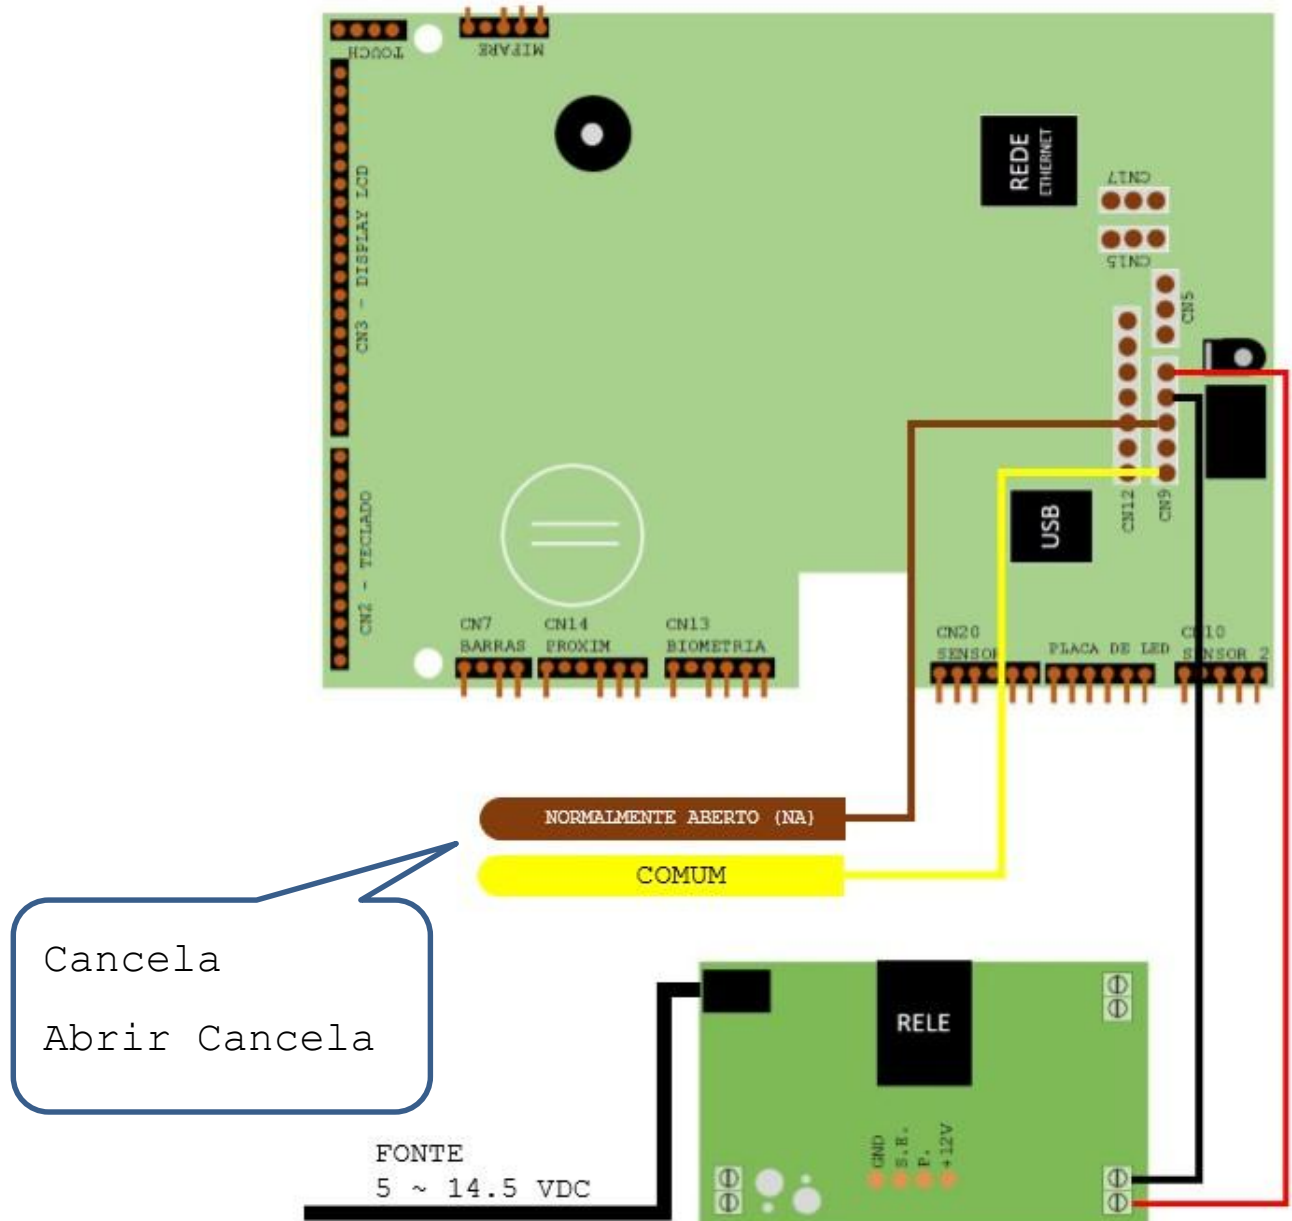 TOUCH
MIFARE
CN3 - DISPLAY LCD
CN2 - TECLADO
REDE
ETHERNET
CN17
CN15
CN5
CN12
CN9
USB
CN7
BARRAS
CN14
PROXIM
CN13
BIOMETRIA
CN20
SENSOR
PLACA DE LED
CN10
SENSOR 2
NORMALMENTE ABERTO (NA)
COMUM
Cancela
Abrir Cancela
RELE
GND
S.E.
P.
+12V
FONTE
5 ~ 14.5 VDC